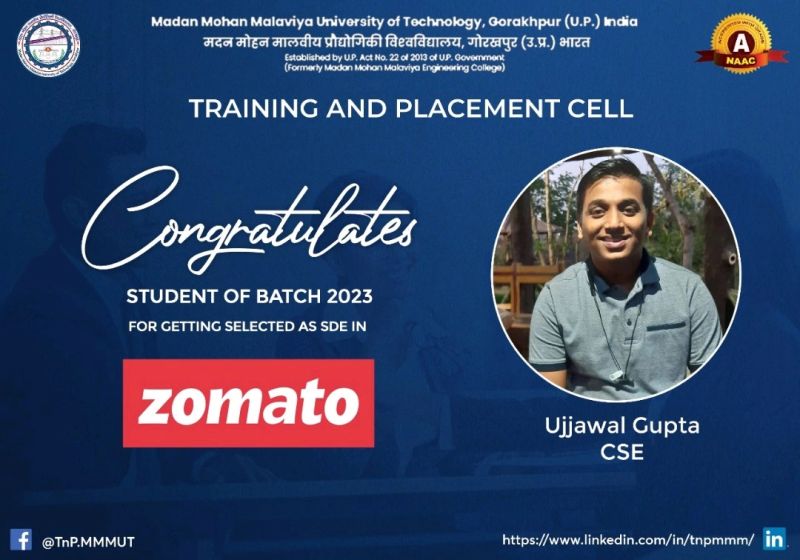 Madan Mohan Malaviya University of Technology, Gorakhpur (U.P.) India
मदन मोहन मालवीय प्रौद्योगिकी विश्वविद्यालय, गोरखपुर (उ.प्र.) भारत
Established by U.P. Act No. 22 of 2013 of U.P. Government
(Formerly Madan Mohan Malaviya Engineering College)
A
NAAC
TRAINING AND PLACEMENT CELL
Congratulates
STUDENT OF BATCH 2023
FOR GETTING SELECTED AS SDE IN
zomato
Ujjawal Gupta
CSE
@TnP.MMMUT
https://www.linkedin.com/in/tnpmmm/